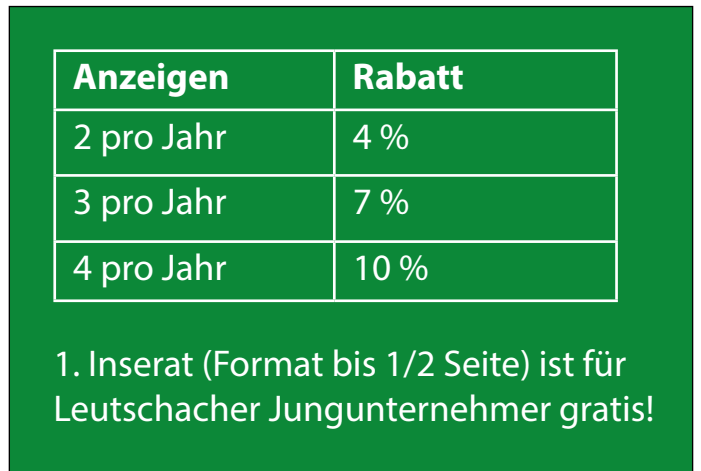 Anzeigen Rabatt
2 pro Jahr 4 %
3 pro Jahr 7 %
4 pro Jahr 10 %
1. Inserat (Format bis 1/2 Seite) ist für
Leutschacher Jungunternehmer gratis!